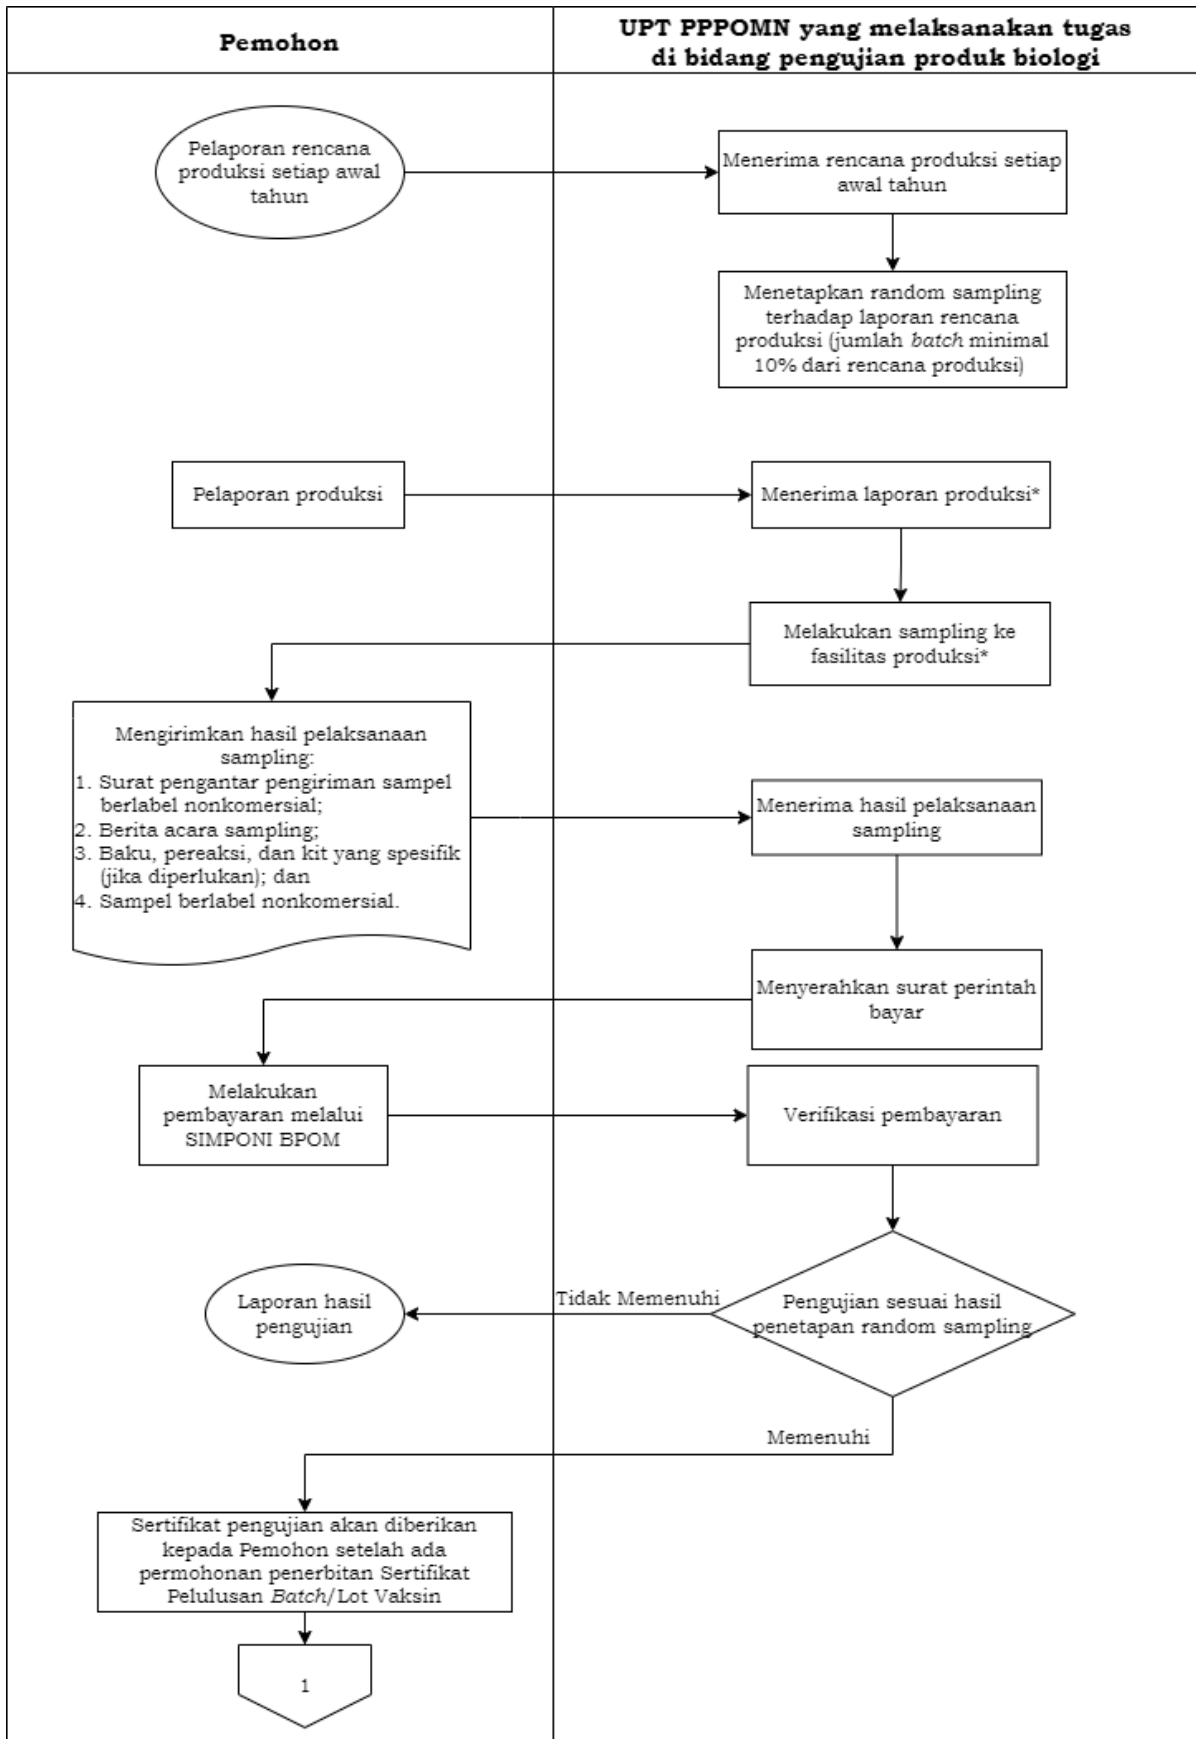 Pemohon
UPT PPPOMN yang melaksanakan tugas
di bidang pengujian produk biologi
Pelaporan rencana
produksi setiap awal
tahun
Menerima rencana produksi setiap
awal tahun
Menetapkan random sampling
terhadap laporan rencana
produksi (jumlah batch minimal
10% dari rencana produksi)
Pelaporan produksi
Menerima laporan produksi*
Melakukan sampling ke
fasilitas produksi*
Mengirimkan hasil pelaksanaan
sampling:
1. Surat pengantar pengiriman sampel
berlabel nonkomersial;
2. Berita acara sampling;
3. Baku, pereaksi, dan kit yang spesifik
(jika diperlukan); dan
4. Sampel berlabel nonkomersial.
Menerima hasil pelaksanaan
sampling
Menyerahkan surat perintah
bayar
Melakukan
pembayaran melalui
SIMPONI BPOM
Verifikasi pembayaran
Pengujian sesuai hasil
penetapan random sampling
Tidak Memenuhi
Laporan hasil
pengujian
Memenuhi
Sertifikat pengujian akan diberikan
kepada Pemohon setelah ada
permohonan penerbitan Sertifikat
Pelulusan Batch/Lot Vaksin
1